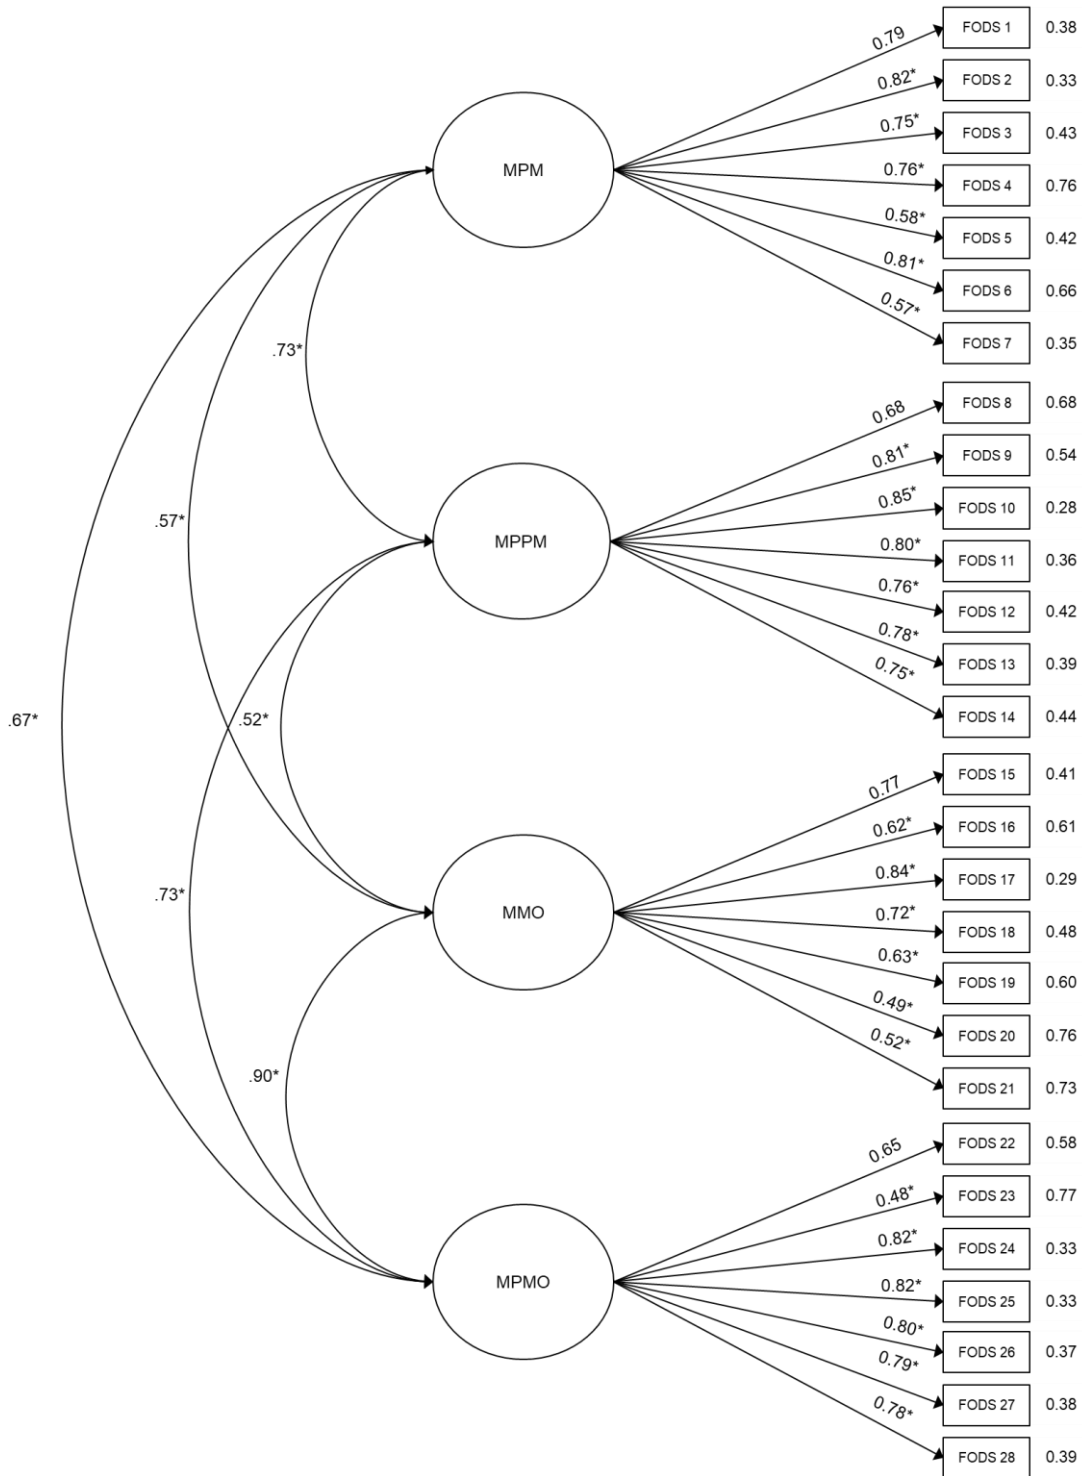 0.79 FODS 1 0.38
0.82* FODS 2 0.33
0.75* FODS 3 0.43
MPM
0.76* FODS 4 0.76
0.58* FODS 5 0.42
0.81* FODS 6 0.66
0.57* FODS 7 0.35
.73*
0.68 FODS 8 0.68
0.81* FODS 9 0.54
0.85* FODS 10 0.28
.57*
MPPM
0.80* FODS 11 0.36
0.76* FODS 12 0.42
0.78* FODS 13 0.39
0.75* FODS 14 0.44
.67*
.52*
0.77 FODS 15 0.41
0.62* FODS 16 0.61
0.84* FODS 17 0.29
.73*
MMO
0.72* FODS 18 0.48
0.63* FODS 19 0.60
0.49* FODS 20 0.76
0.52* FODS 21 0.73
.90*
0.65 FODS 22 0.58
0.48* FODS 23 0.77
0.82* FODS 24 0.33
MPMO
0.82* FODS 25 0.33
0.80* FODS 26 0.37
0.79* FODS 27 0.38
0.78* FODS 28 0.39